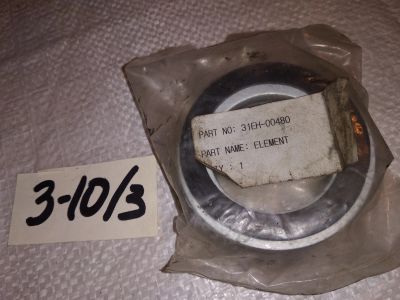 PART NO: 31EH-00480
PART NAME: ELEMENT
: 1
3-10/3